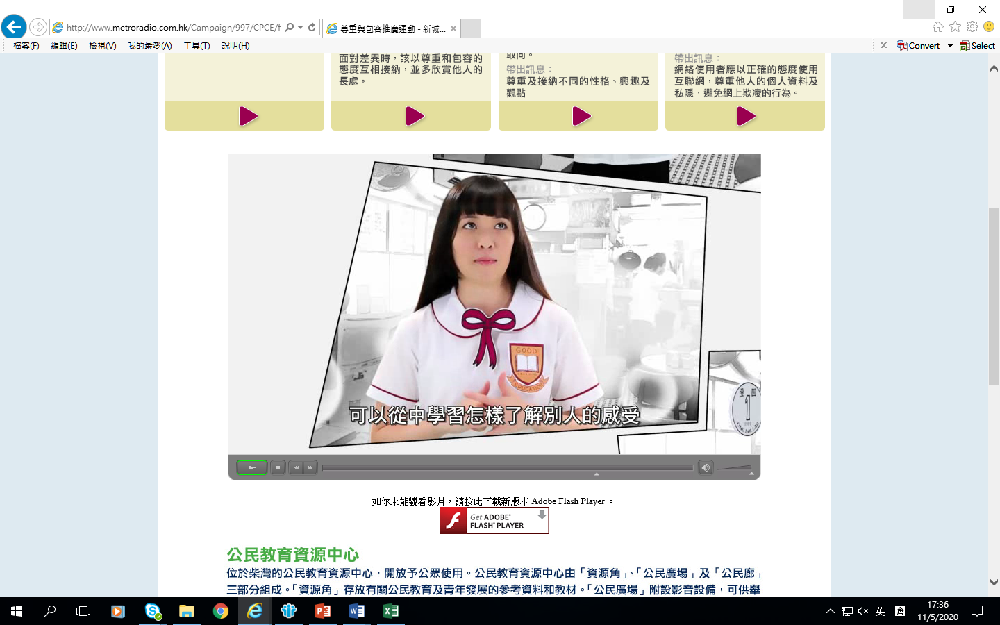 http://www.metroradio.com.hk/Campaign/997/CPCE/f
尊重與包容推廣運動 - 新城...
檔案(F) 編輯(E) 檢視(V) 我的最愛(A) 工具(T) 說明(H)
Convert Select
面對差異時，該以尊重和包容的
態度互相接納，並多欣賞他人的
長處。
取向。
帶出訊息：
尊重及接納不同的性格、興趣及
觀點
帶出訊息：
網絡使用者應以正確的態度使用
互聯網，尊重他人的個人資料及
私隱，避免網上欺凌的行為。
GOOD
EDUCATION
壹圓
1
ONE DOLLAR
可以從中學習怎樣了解別人的感受
如你未能觀看影片，請按此下載新版本 Adobe Flash Player 。
Get ADOBE®
FLASH® PLAYER
公民教育資源中心
位於柴灣的公民教育資源中心，開放予公眾使用。公民教育資源中心由「資源角」、「公民廣場」及「公民廊」
三部分組成。「資源角」存放有關公民教育及青年發展的參考資料和教材。「公民廣場」附設影音設備，可供舉
英 倉
17:36
11/5/2020